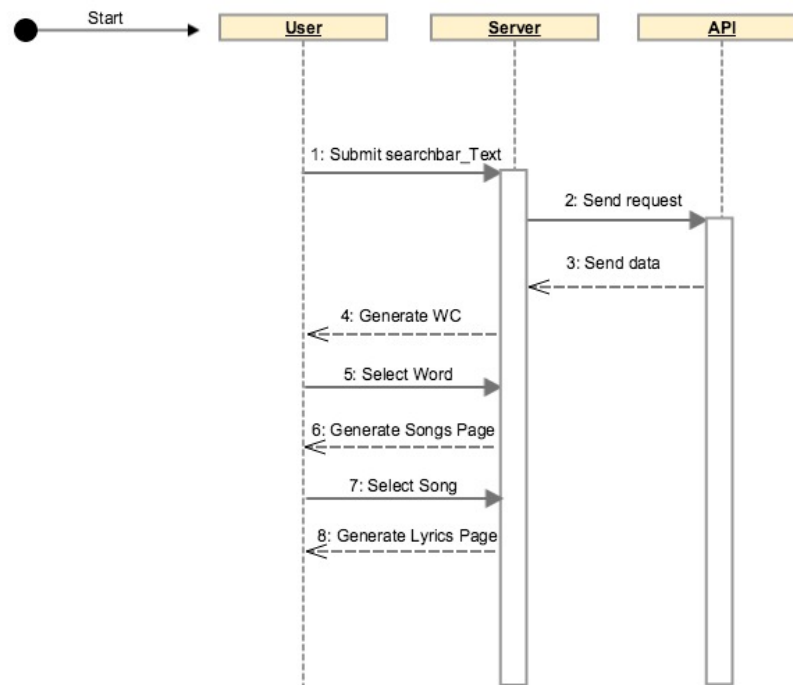 Start
User
Server
API
1: Submit searchbar_Text
2: Send request
3: Send data
4: Generate WC
5: Select Word
6: Generate Songs Page
7: Select Song
8: Generate Lyrics Page